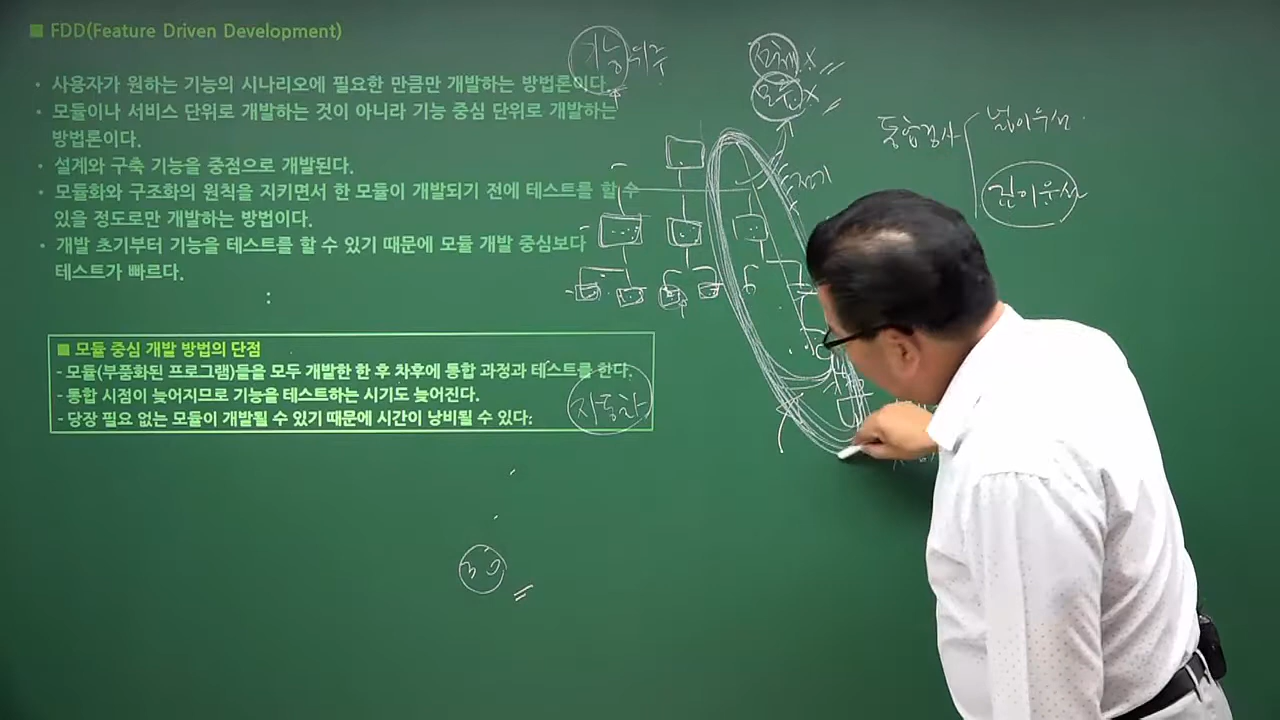 ■ FDD(Feature Driven Development)
• 사용자가 원하는 기능의 시나리오에 필요한 만큼만 개발하는 방법론이다.
• 모듈이나 서비스 단위로 개발하는 것이 아니라 기능 중심 단위로 개발하는
방법론이다.
• 설계와 구축 기능을 중점으로 개발된다.
• 모듈화와 구조화의 원칙을 지키면서 한 모듈이 개발되기 전에 테스트를 할 수
있을 정도로만 개발하는 방법이다.
• 개발 초기부터 기능을 테스트를 할 수 있기 때문에 모듈 개발 중심보다
테스트가 빠르다.
:
■ 모듈 중심 개발 방법의 단점
- 모듈(부품화된 프로그램)들을 모두 개발한 한 후 차후에 통합 과정과 테스트를 한다.
- 통합 시점이 늦어지므로 기능을 테스트하는 시기도 늦어진다.
- 당장 필요 없는 모듈이 개발될 수 있기 때문에 시간이 낭비될 수 있다:
기능 위주
전체 x
모듈 x
통합검사
넓이우선
깊이우선
자동화
30